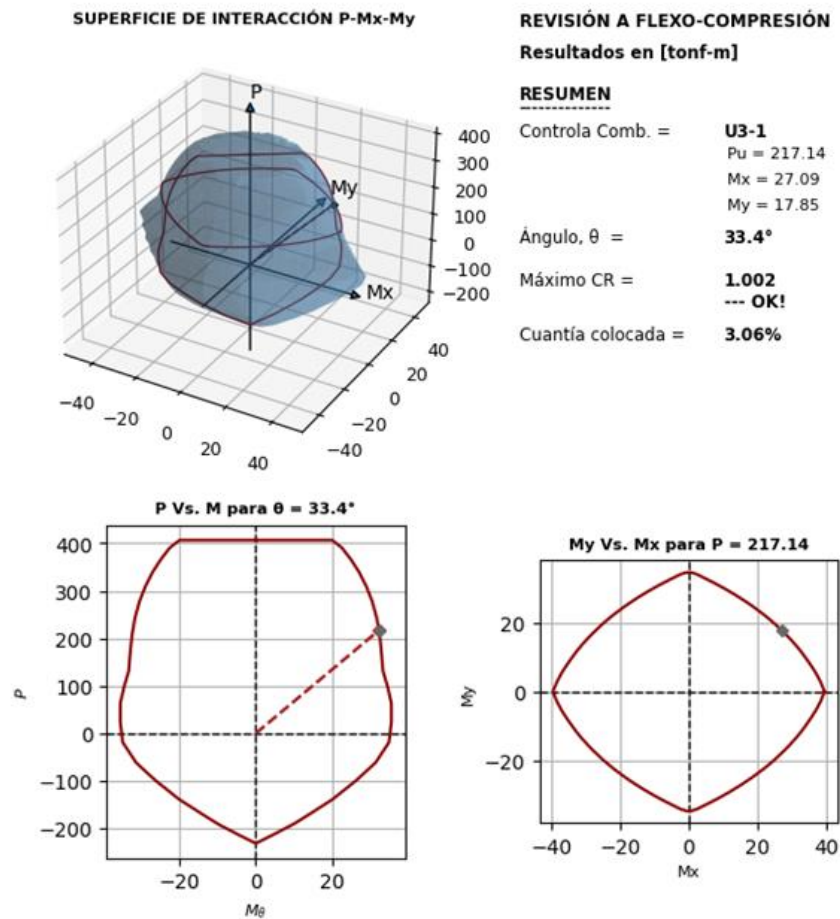 SUPERFICIE DE INTERACCIÓN P-Mx-My
P
My
Mx
400
300
200
100
0
−100
−200
−40
−20
0
20
40
40
20
0
−20
−40
REVISIÓN A FLEXO-COMPRESIÓN
Resultados en [tonf-m]
RESUMEN
-------------
Controla Comb. = U3-1
Pu = 217.14
Mx = 27.09
My = 17.85
Ángulo, θ = 33.4°
Máximo CR = 1.002
--- OK!
Cuantía colocada = 3.06%
P Vs. M para θ = 33.4°
400
300
200
100
0
−100
−200
P
−20 0 20
Mθ
My Vs. Mx para P = 217.14
20
0
−20
My
−40 −20 0 20 40
Mx